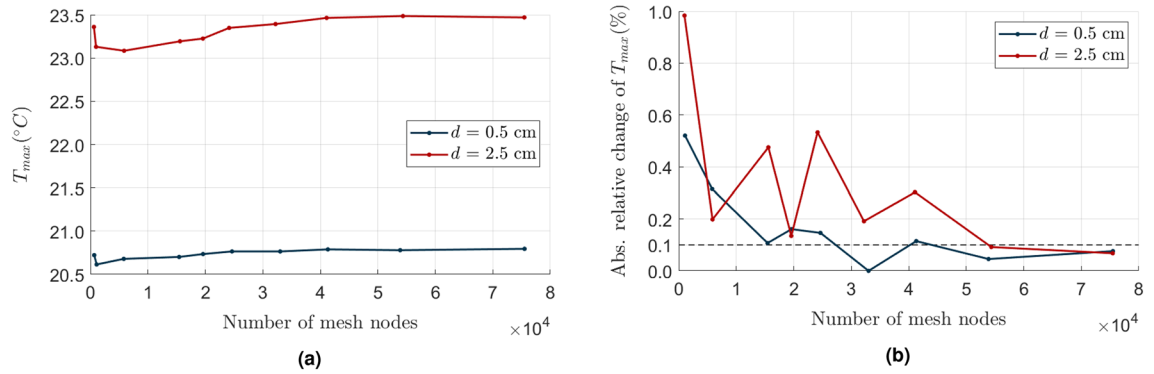 23.5
23.0
22.5
22.0
21.5
21.0
20.5
T_max(°C)
d = 0.5 cm
d = 2.5 cm
0 1 2 3 4 5 6 7 8
Number of mesh nodes
×10^4
(a)
1.0
0.8
0.6
0.4
0.2
0.1
0.0
Abs. relative change of T_max(%)
d = 0.5 cm
d = 2.5 cm
0 1 2 3 4 5 6 7 8
Number of mesh nodes
×10^4
(b)